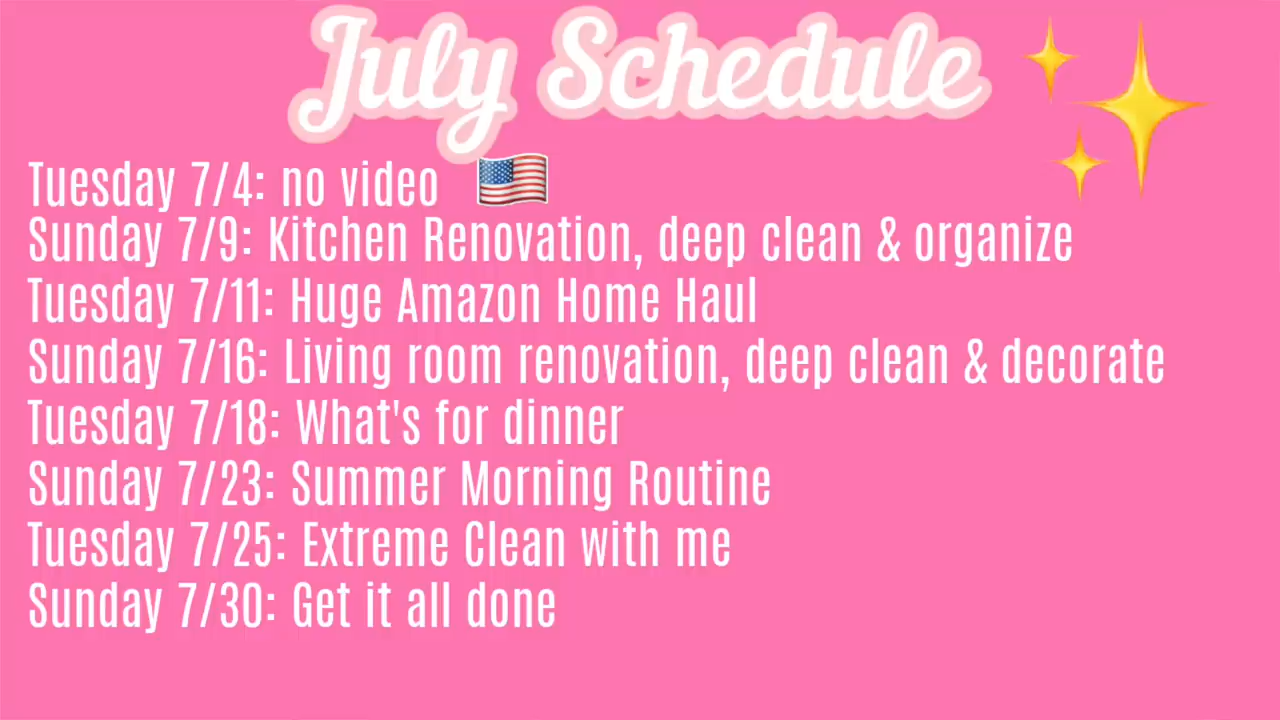 July Schedule
Tuesday 7/4: no video
Sunday 7/9: Kitchen Renovation, deep clean & organize
Tuesday 7/11: Huge Amazon Home Haul
Sunday 7/16: Living room renovation, deep clean & decorate
Tuesday 7/18: What's for dinner
Sunday 7/23: Summer Morning Routine
Tuesday 7/25: Extreme Clean with me
Sunday 7/30: Get it all done